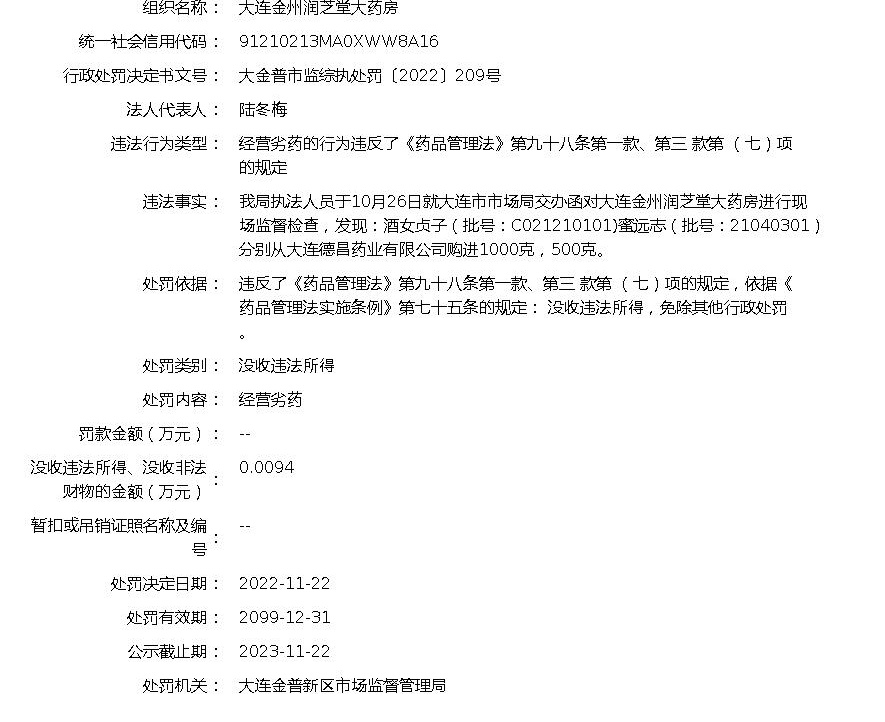 组织名称： 大连金州润芝堂大药房
统一社会信用代码： 91210213MA0XWW8A16
行政处罚决定书文号： 大金普市监综执处罚〔2022〕209号
法人代表人： 陆冬梅
违法行为类型： 经营劣药的行为违反了《药品管理法》第九十八条第一款、第三 款第 （七）项
的规定
违法事实： 我局执法人员于10月26日就大连市市场局交办函对大连金州润芝堂大药房进行现
场监督检查，发现：酒女贞子（批号：C021210101)蜜远志（批号：21040301）
分别从大连德昌药业有限公司购进1000克，500克。
处罚依据： 违反了《药品管理法》第九十八条第一款、第三 款第 （七）项的规定，依据《
药品管理法实施条例》第七十五条的规定： 没收违法所得，免除其他行政处罚
。
处罚类别： 没收违法所得
处罚内容： 经营劣药
罚款金额（万元）： --
没收违法所得、没收非法
财物的金额（万元）： 0.0094
暂扣或吊销证照名称及编
号： --
处罚决定日期： 2022-11-22
处罚有效期： 2099-12-31
公示截止期： 2023-11-22
处罚机关： 大连金普新区市场监督管理局